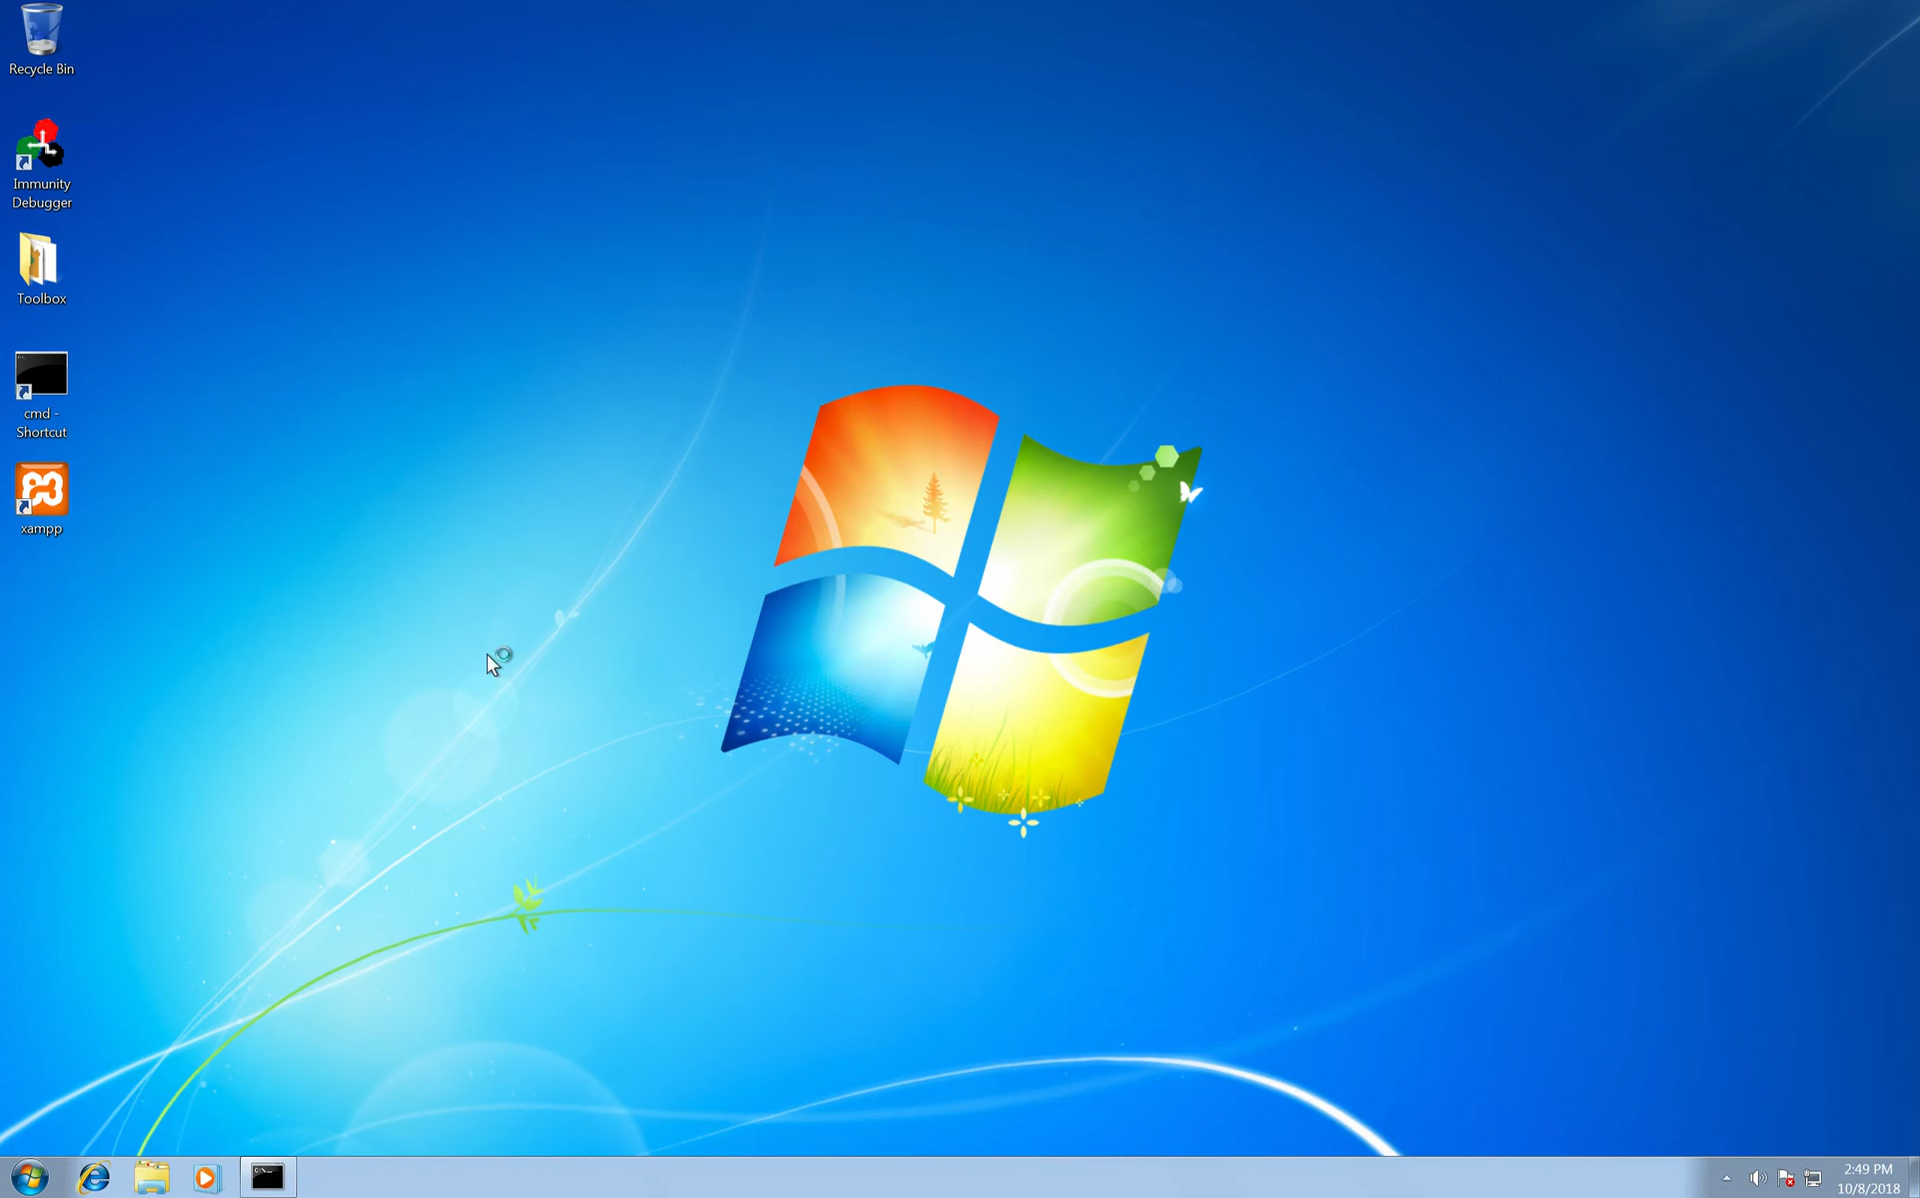 Recycle Bin
Immunity
Debugger
Toolbox
cmd -
Shortcut
xampp
2:49 PM
10/8/2018